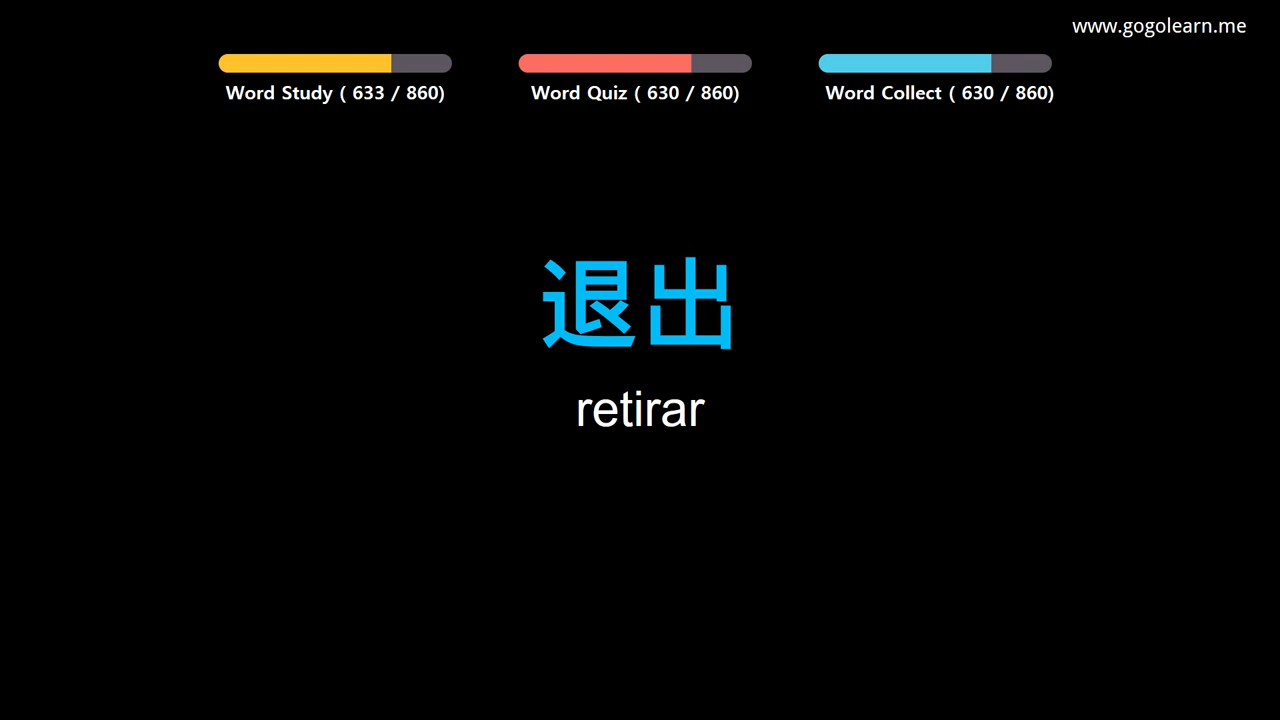 www.gogolearn.me
Word Study ( 633 / 860)
Word Quiz ( 630 / 860)
Word Collect ( 630 / 860)
退出
retirar